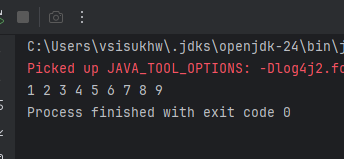 C:\Users\vsisukhw\.jdks\openjdk-24\bin\j
Picked up JAVA_TOOL_OPTIONS: -Dlog4j2.fo
1 2 3 4 5 6 7 8 9
Process finished with exit code 0